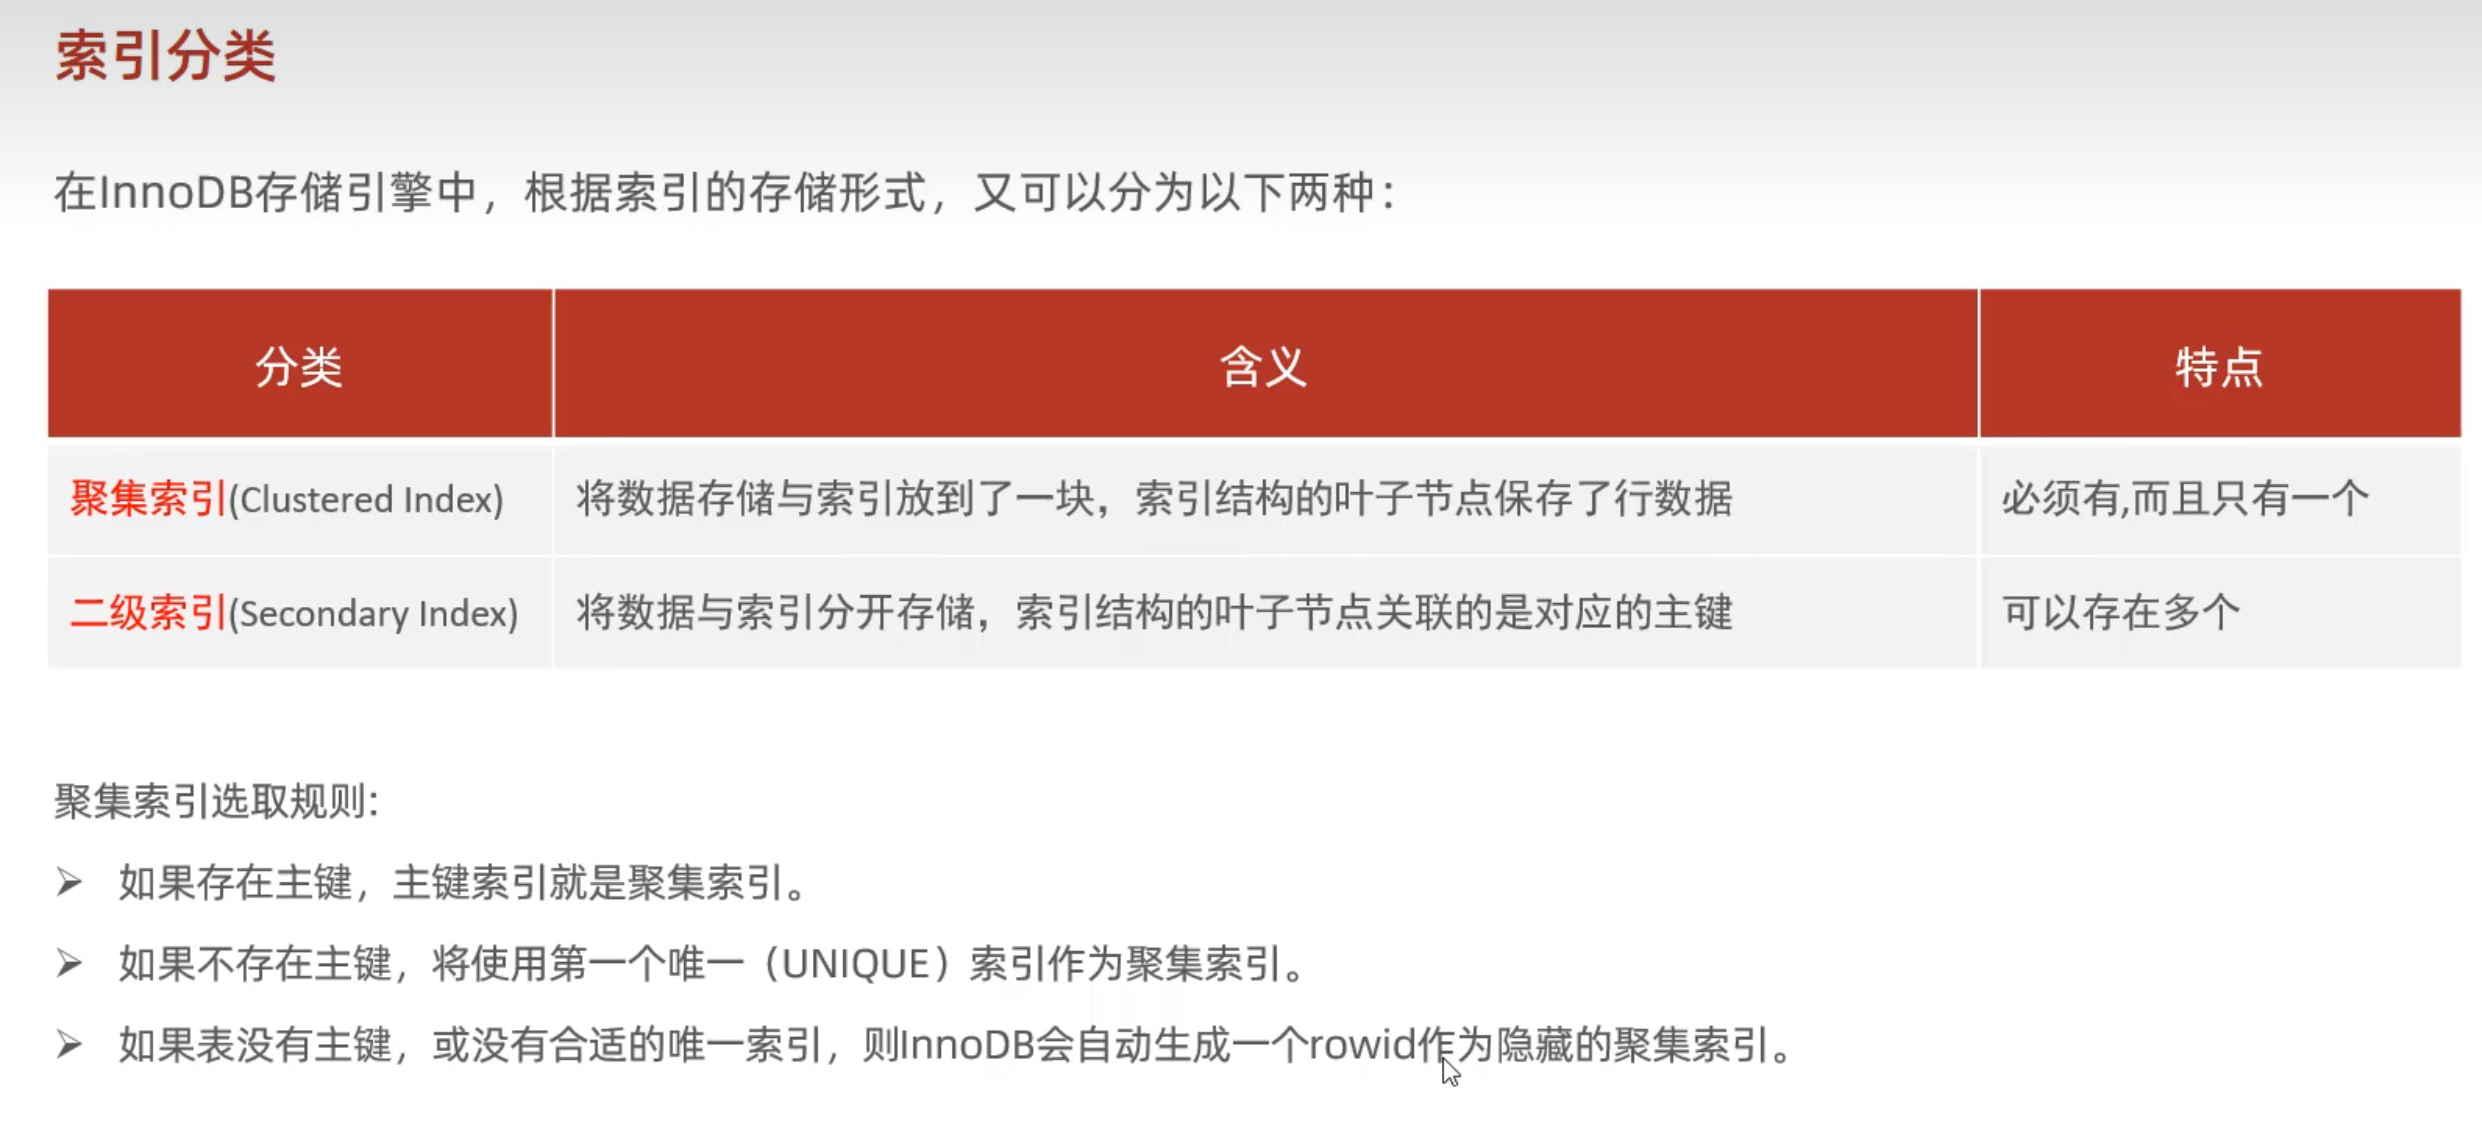 索引分类
在InnoDB存储引擎中，根据索引的存储形式，又可以分为以下两种：
分类 含义 特点
聚集索引(Clustered Index) 将数据存储与索引放到了一块，索引结构的叶子节点保存了行数据 必须有,而且只有一个
二级索引(Secondary Index) 将数据与索引分开存储，索引结构的叶子节点关联的是对应的主键 可以存在多个
聚集索引选取规则:
➢ 如果存在主键，主键索引就是聚集索引。
➢ 如果不存在主键，将使用第一个唯一（UNIQUE）索引作为聚集索引。
➢ 如果表没有主键，或没有合适的唯一索引，则InnoDB会自动生成一个rowid作为隐藏的聚集索引。